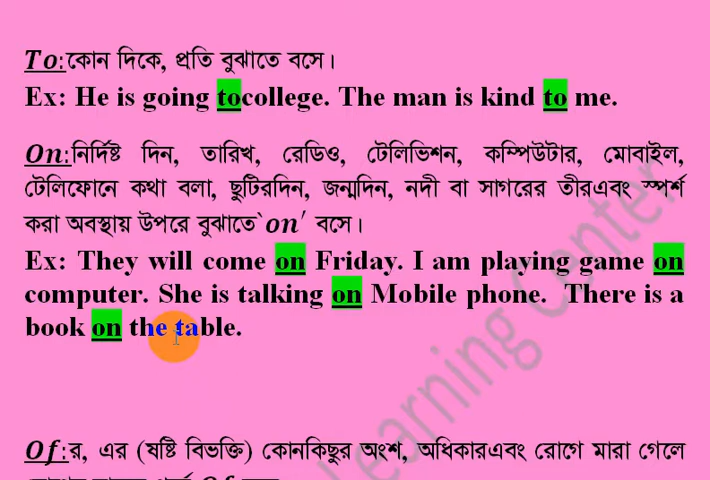 To:কোন দিকে, প্রতি বুঝাতে বসে।
Ex: He is going tocollege. The man is kind to me.
On:নির্দিষ্ট দিন, তারিখ, রেডিও, টেলিভিশন, কম্পিউটার, মোবাইল,
টেলিফোনে কথা বলা, ছুটিরদিন, জন্মদিন, নদী বা সাগরের তীরএবং স্পর্শ
করা অবস্থায় উপরে বুঝাতে`on′ বসে।
Ex: They will come on Friday. I am playing game on
computer. She is talking on Mobile phone. There is a
book on the table.
Of:র, এর (ষষ্টি বিভক্তি) কোনকিছুর অংশ, অধিকারএবং রোগে মারা গেলে
Learning Center